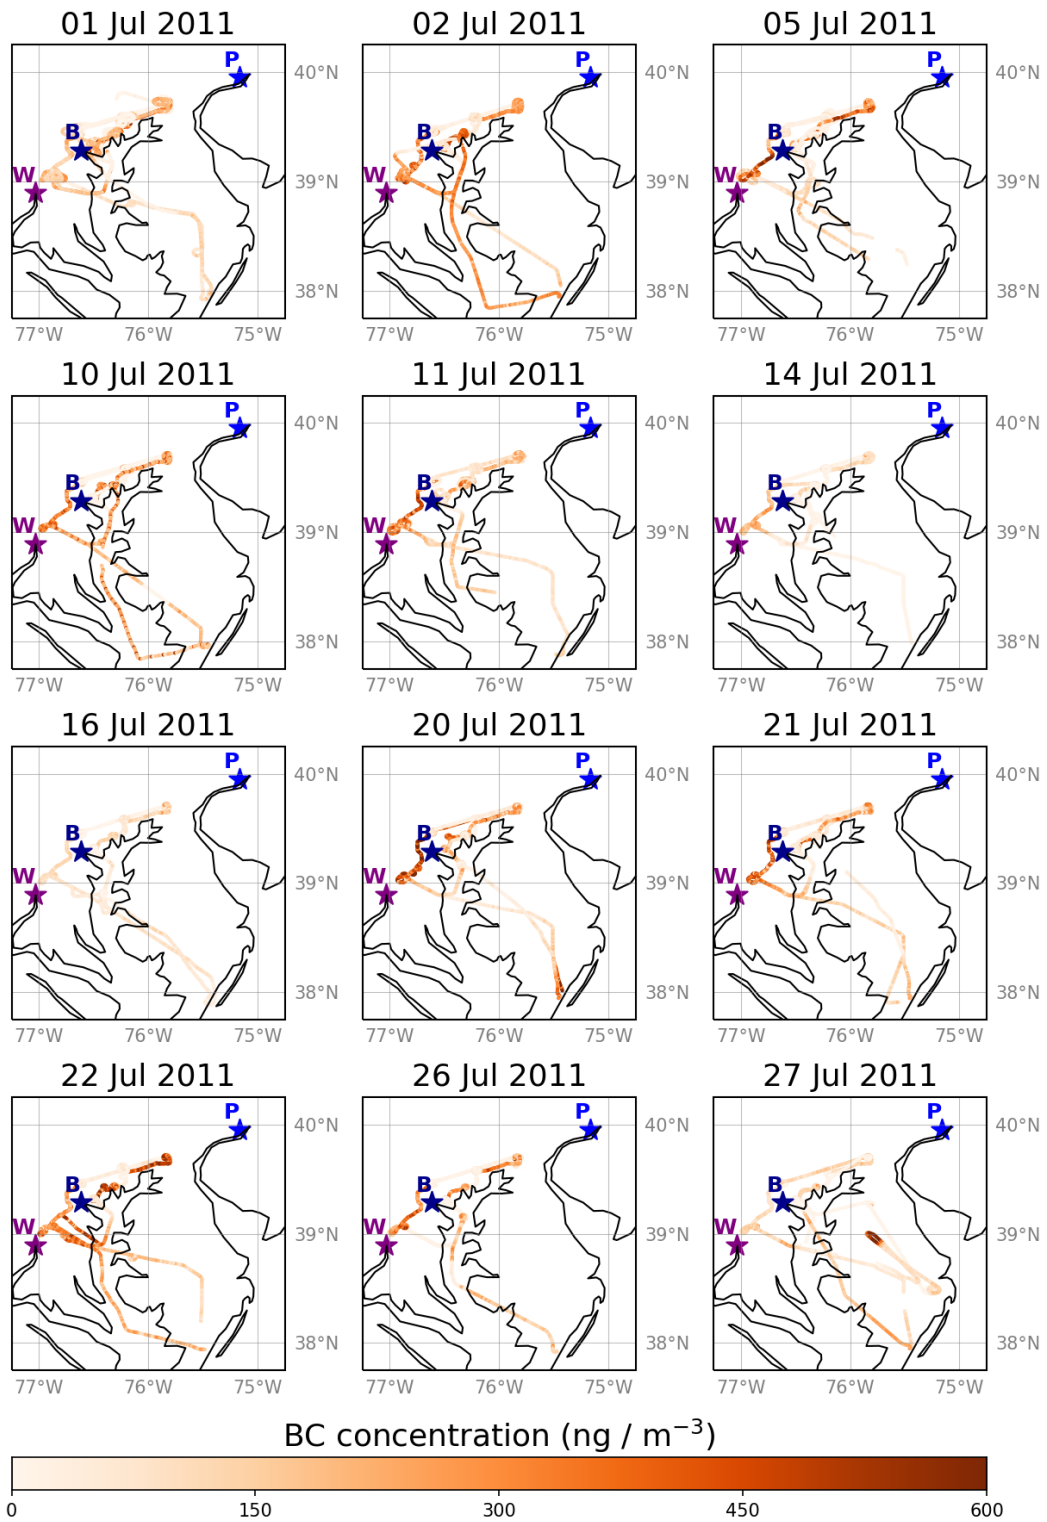 01 Jul 2011 02 Jul 2011 05 Jul 2011
P P P
40°N 40°N 40°N
B B B
W W W
39°N 39°N 39°N
38°N 38°N 38°N
77°W 76°W 75°W 77°W 76°W 75°W 77°W 76°W 75°W
10 Jul 2011 11 Jul 2011 14 Jul 2011
P P P
40°N 40°N 40°N
B B B
W W W
39°N 39°N 39°N
38°N 38°N 38°N
77°W 76°W 75°W 77°W 76°W 75°W 77°W 76°W 75°W
16 Jul 2011 20 Jul 2011 21 Jul 2011
P P P
40°N 40°N 40°N
B B B
W W W
39°N 39°N 39°N
38°N 38°N 38°N
77°W 76°W 75°W 77°W 76°W 75°W 77°W 76°W 75°W
22 Jul 2011 26 Jul 2011 27 Jul 2011
P P P
40°N 40°N 40°N
B B B
W W W
39°N 39°N 39°N
38°N 38°N 38°N
77°W 76°W 75°W 77°W 76°W 75°W 77°W 76°W 75°W
BC concentration (ng / m⁻³)
0 150 300 450 600